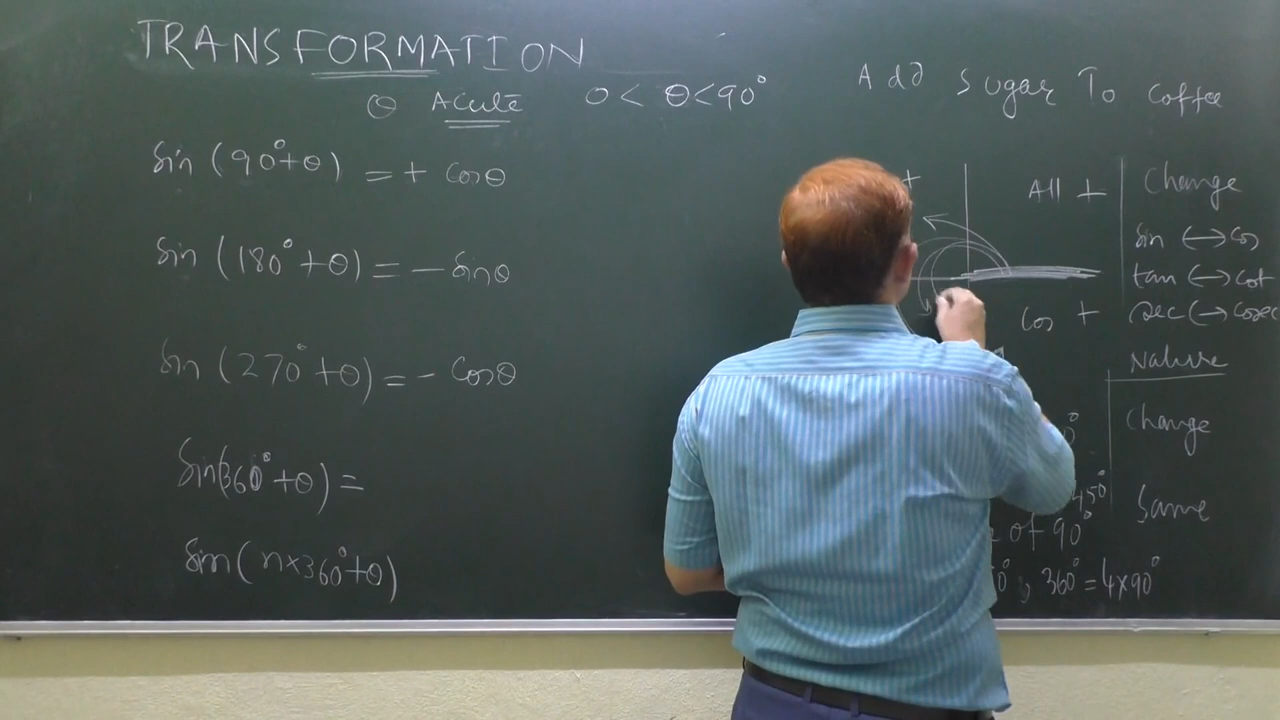 TRANSFORMATION
θ Acute 0 < θ < 90°
Add Sugar To Coffee
sin (90° + θ) = + cosθ
sin (180° + θ) = - sinθ
sin (270° + θ) = - cosθ
sin(360° + θ) =
sin(n×360° + θ)
+
All +
cos +
Change
sin ↔ cos
tan ↔ cot
sec ↔ cosec
Nature
Change
Same
450°
of 90°
, 360° = 4×90°